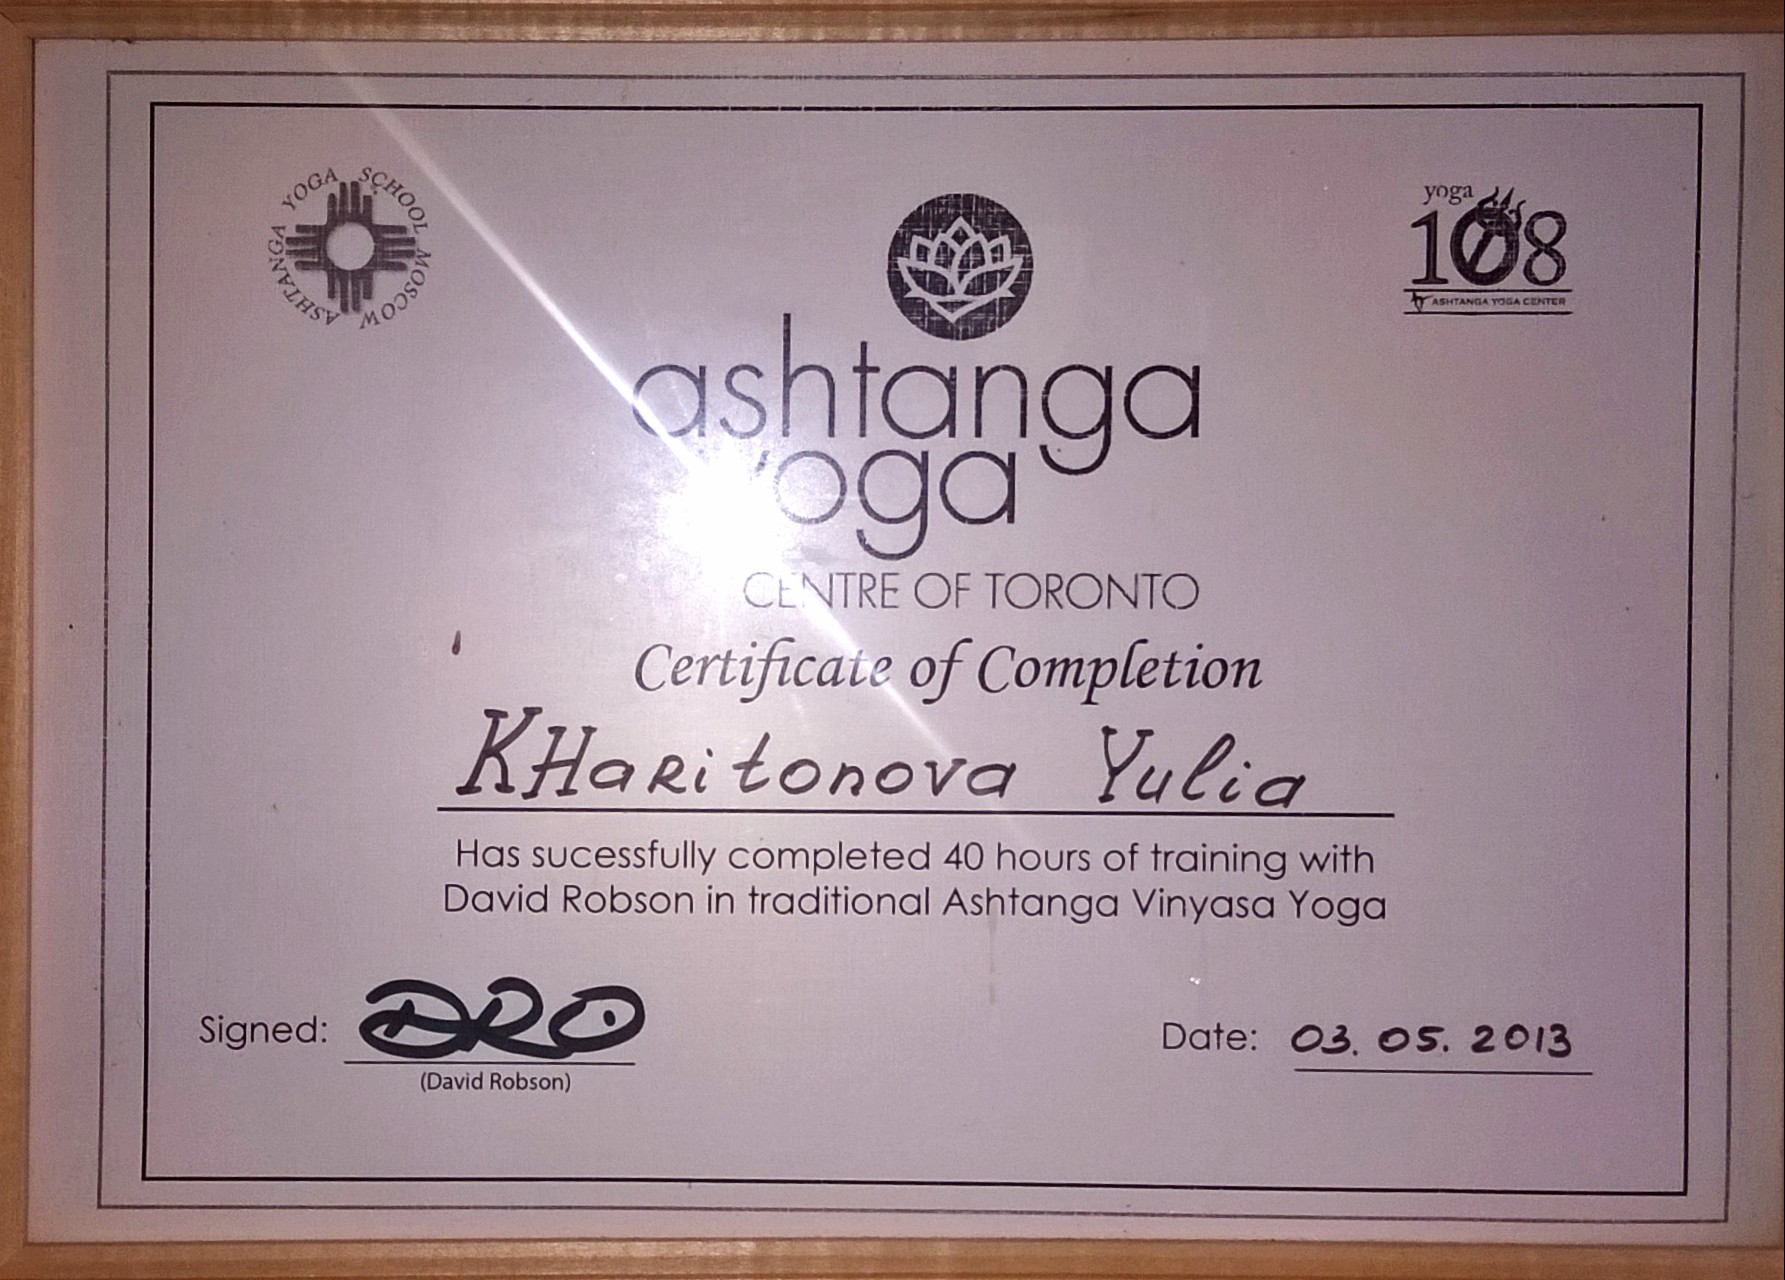 ASHTANGA YOGA SCHOOL MOSCOW
yoga
108
ASHTANGA YOGA CENTER
ashtanga
yoga
CENTRE OF TORONTO
Certificate of Completion
KHaritonova Yulia
Has sucessfully completed 40 hours of training with
David Robson in traditional Ashtanga Vinyasa Yoga
Signed: DRO
(David Robson)
Date: 03. 05. 2013